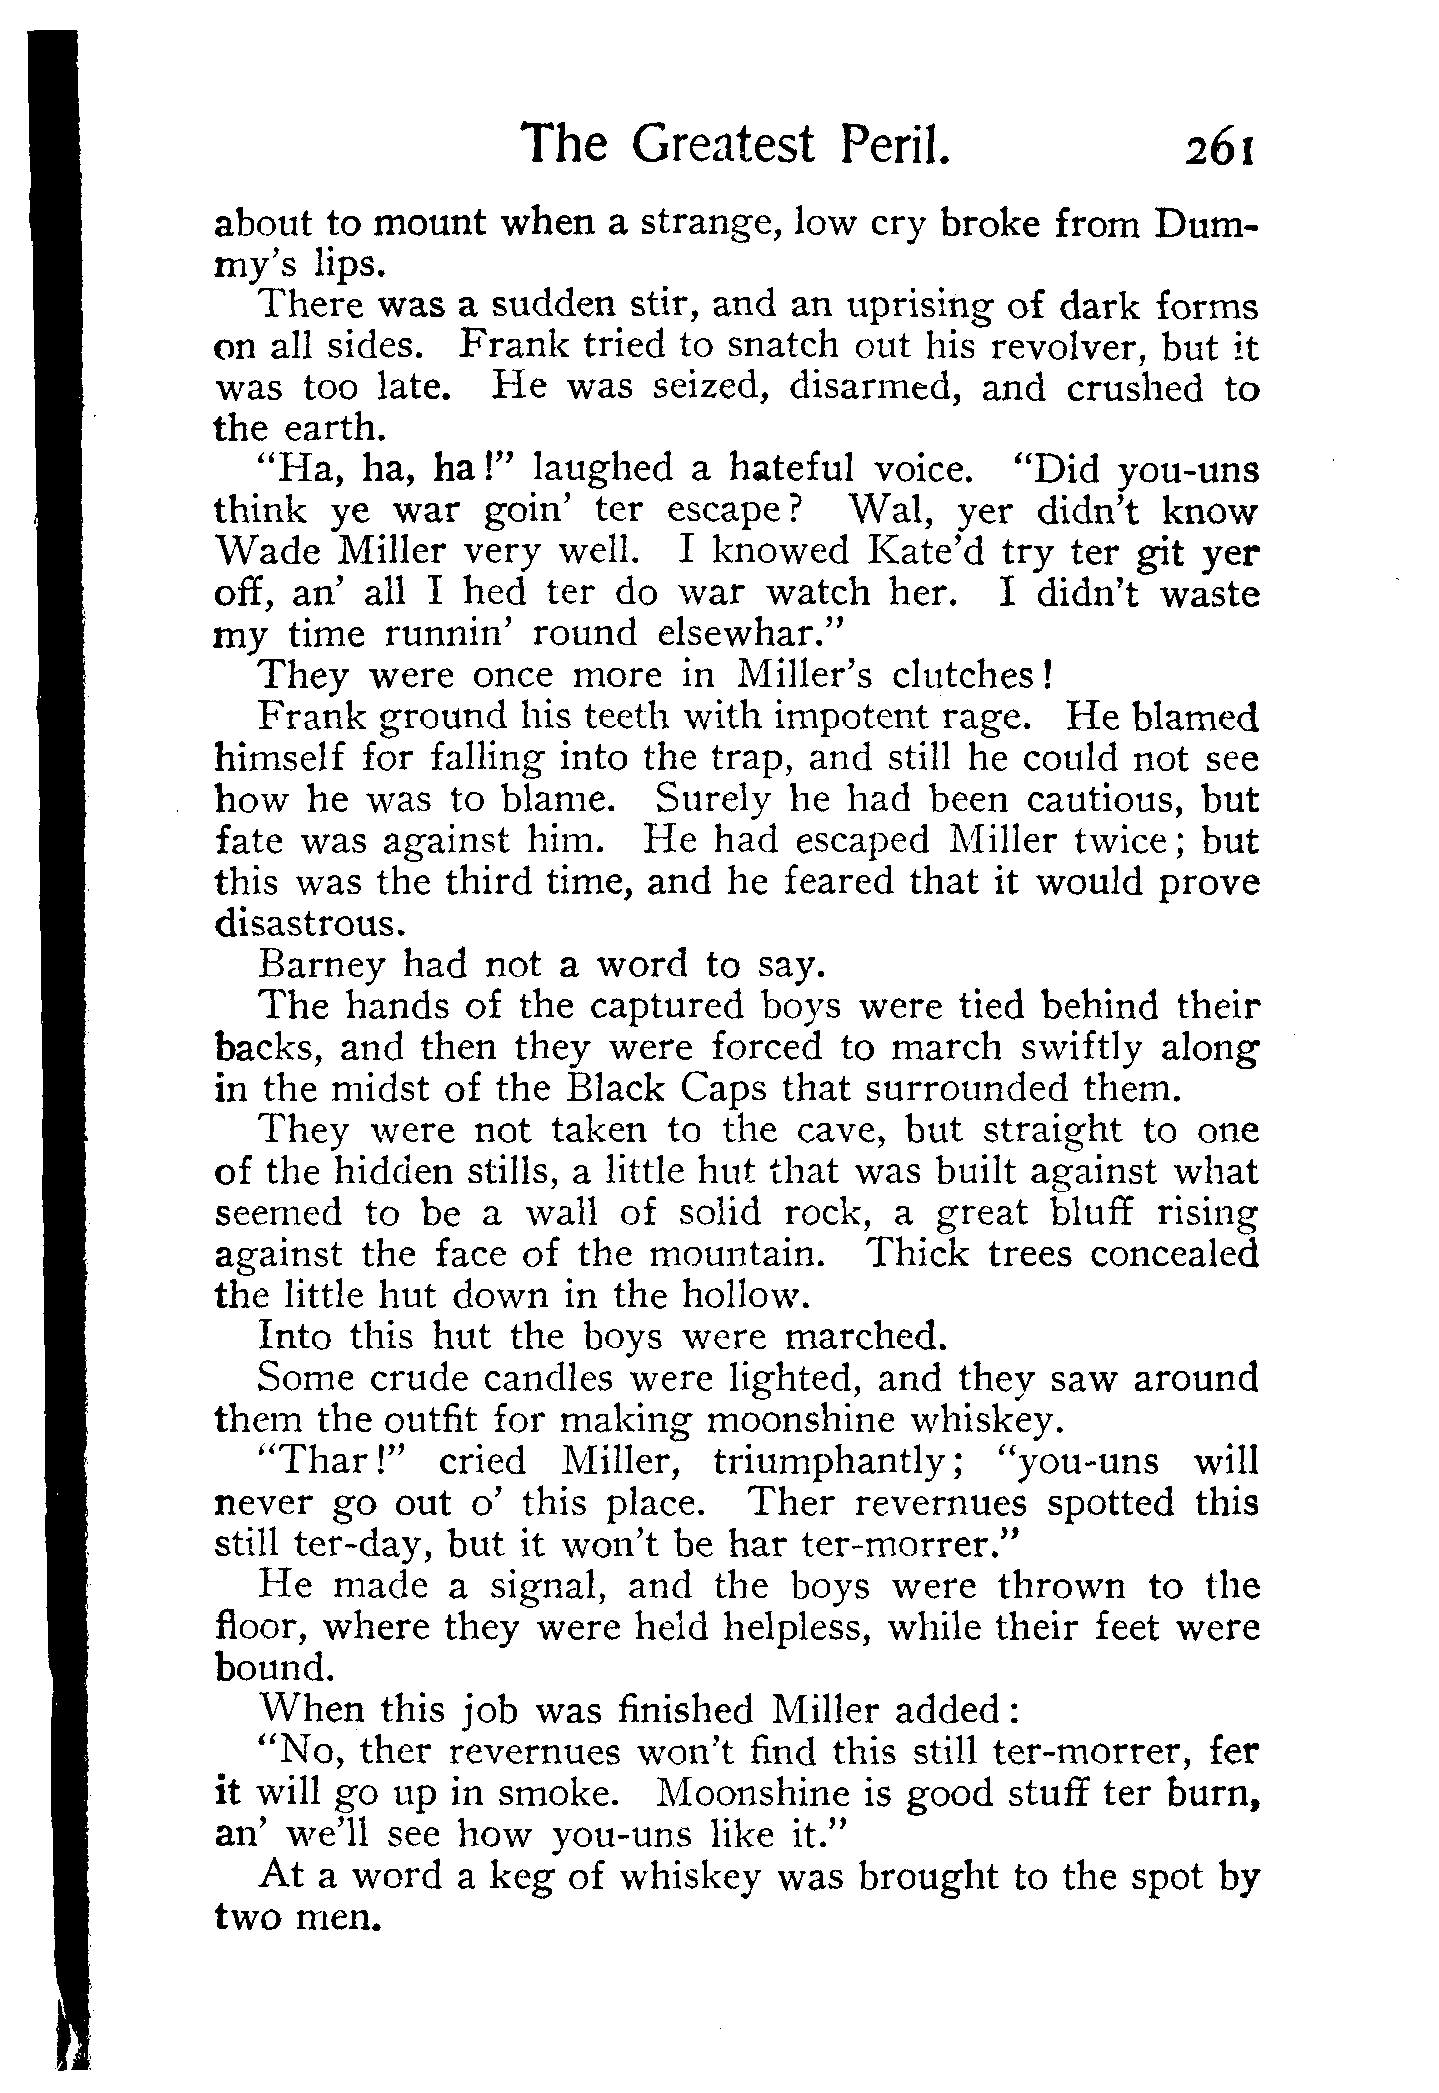 The Greatest Peril. 261
about to mount when a strange, low cry broke from Dum-
my's lips.
There was a sudden stir, and an uprising of dark forms
on all sides. Frank tried to snatch out his revolver, but it
was too late. He was seized, disarmed, and crushed to
the earth.
"Ha, ha, ha!" laughed a hateful voice. "Did you-uns
think ye war goin' ter escape? Wal, yer didn't know
Wade Miller very well. I knowed Kate'd try ter git yer
off, an' all I hed ter do war watch her. I didn't waste
my time runnin' round elsewhar."
They were once more in Miller's clutches!
Frank ground his teeth with impotent rage. He blamed
himself for falling into the trap, and still he could not see
how he was to blame. Surely he had been cautious, but
fate was against him. He had escaped Miller twice; but
this was the third time, and he feared that it would prove
disastrous.
Barney had not a word to say.
The hands of the captured boys were tied behind their
backs, and then they were forced to march swiftly along
in the midst of the Black Caps that surrounded them.
They were not taken to the cave, but straight to one
of the hidden stills, a little hut that was built against what
seemed to be a wall of solid rock, a great bluff rising
against the face of the mountain. Thick trees concealed
the little hut down in the hollow.
Into this hut the boys were marched.
Some crude candles were lighted, and they saw around
them the outfit for making moonshine whiskey.
"Thar!" cried Miller, triumphantly; "you-uns will
never go out o' this place. Ther revernues spotted this
still ter-day, but it won't be har ter-morrer."
He made a signal, and the boys were thrown to the
floor, where they were held helpless, while their feet were
bound.
When this job was finished Miller added:
"No, ther revernues won't find this still ter-morrer, fer
it will go up in smoke. Moonshine is good stuff ter burn,
an' we'll see how you-uns like it."
At a word a keg of whiskey was brought to the spot by
two men.